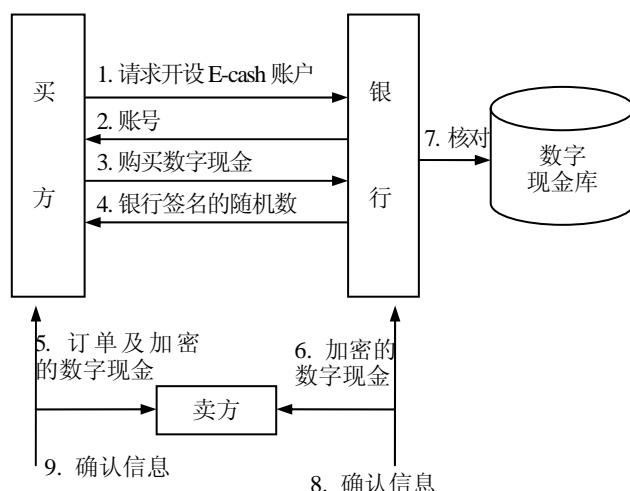 买
方
1. 请求开设 E-cash 账户
2. 账号
3. 购买数字现金
4. 银行签名的随机数
银
行
7. 核对
数字
现金库
5. 订单及加密
的数字现金
6. 加密的
数字现金
卖方
9. 确认信息
8. 确认信息